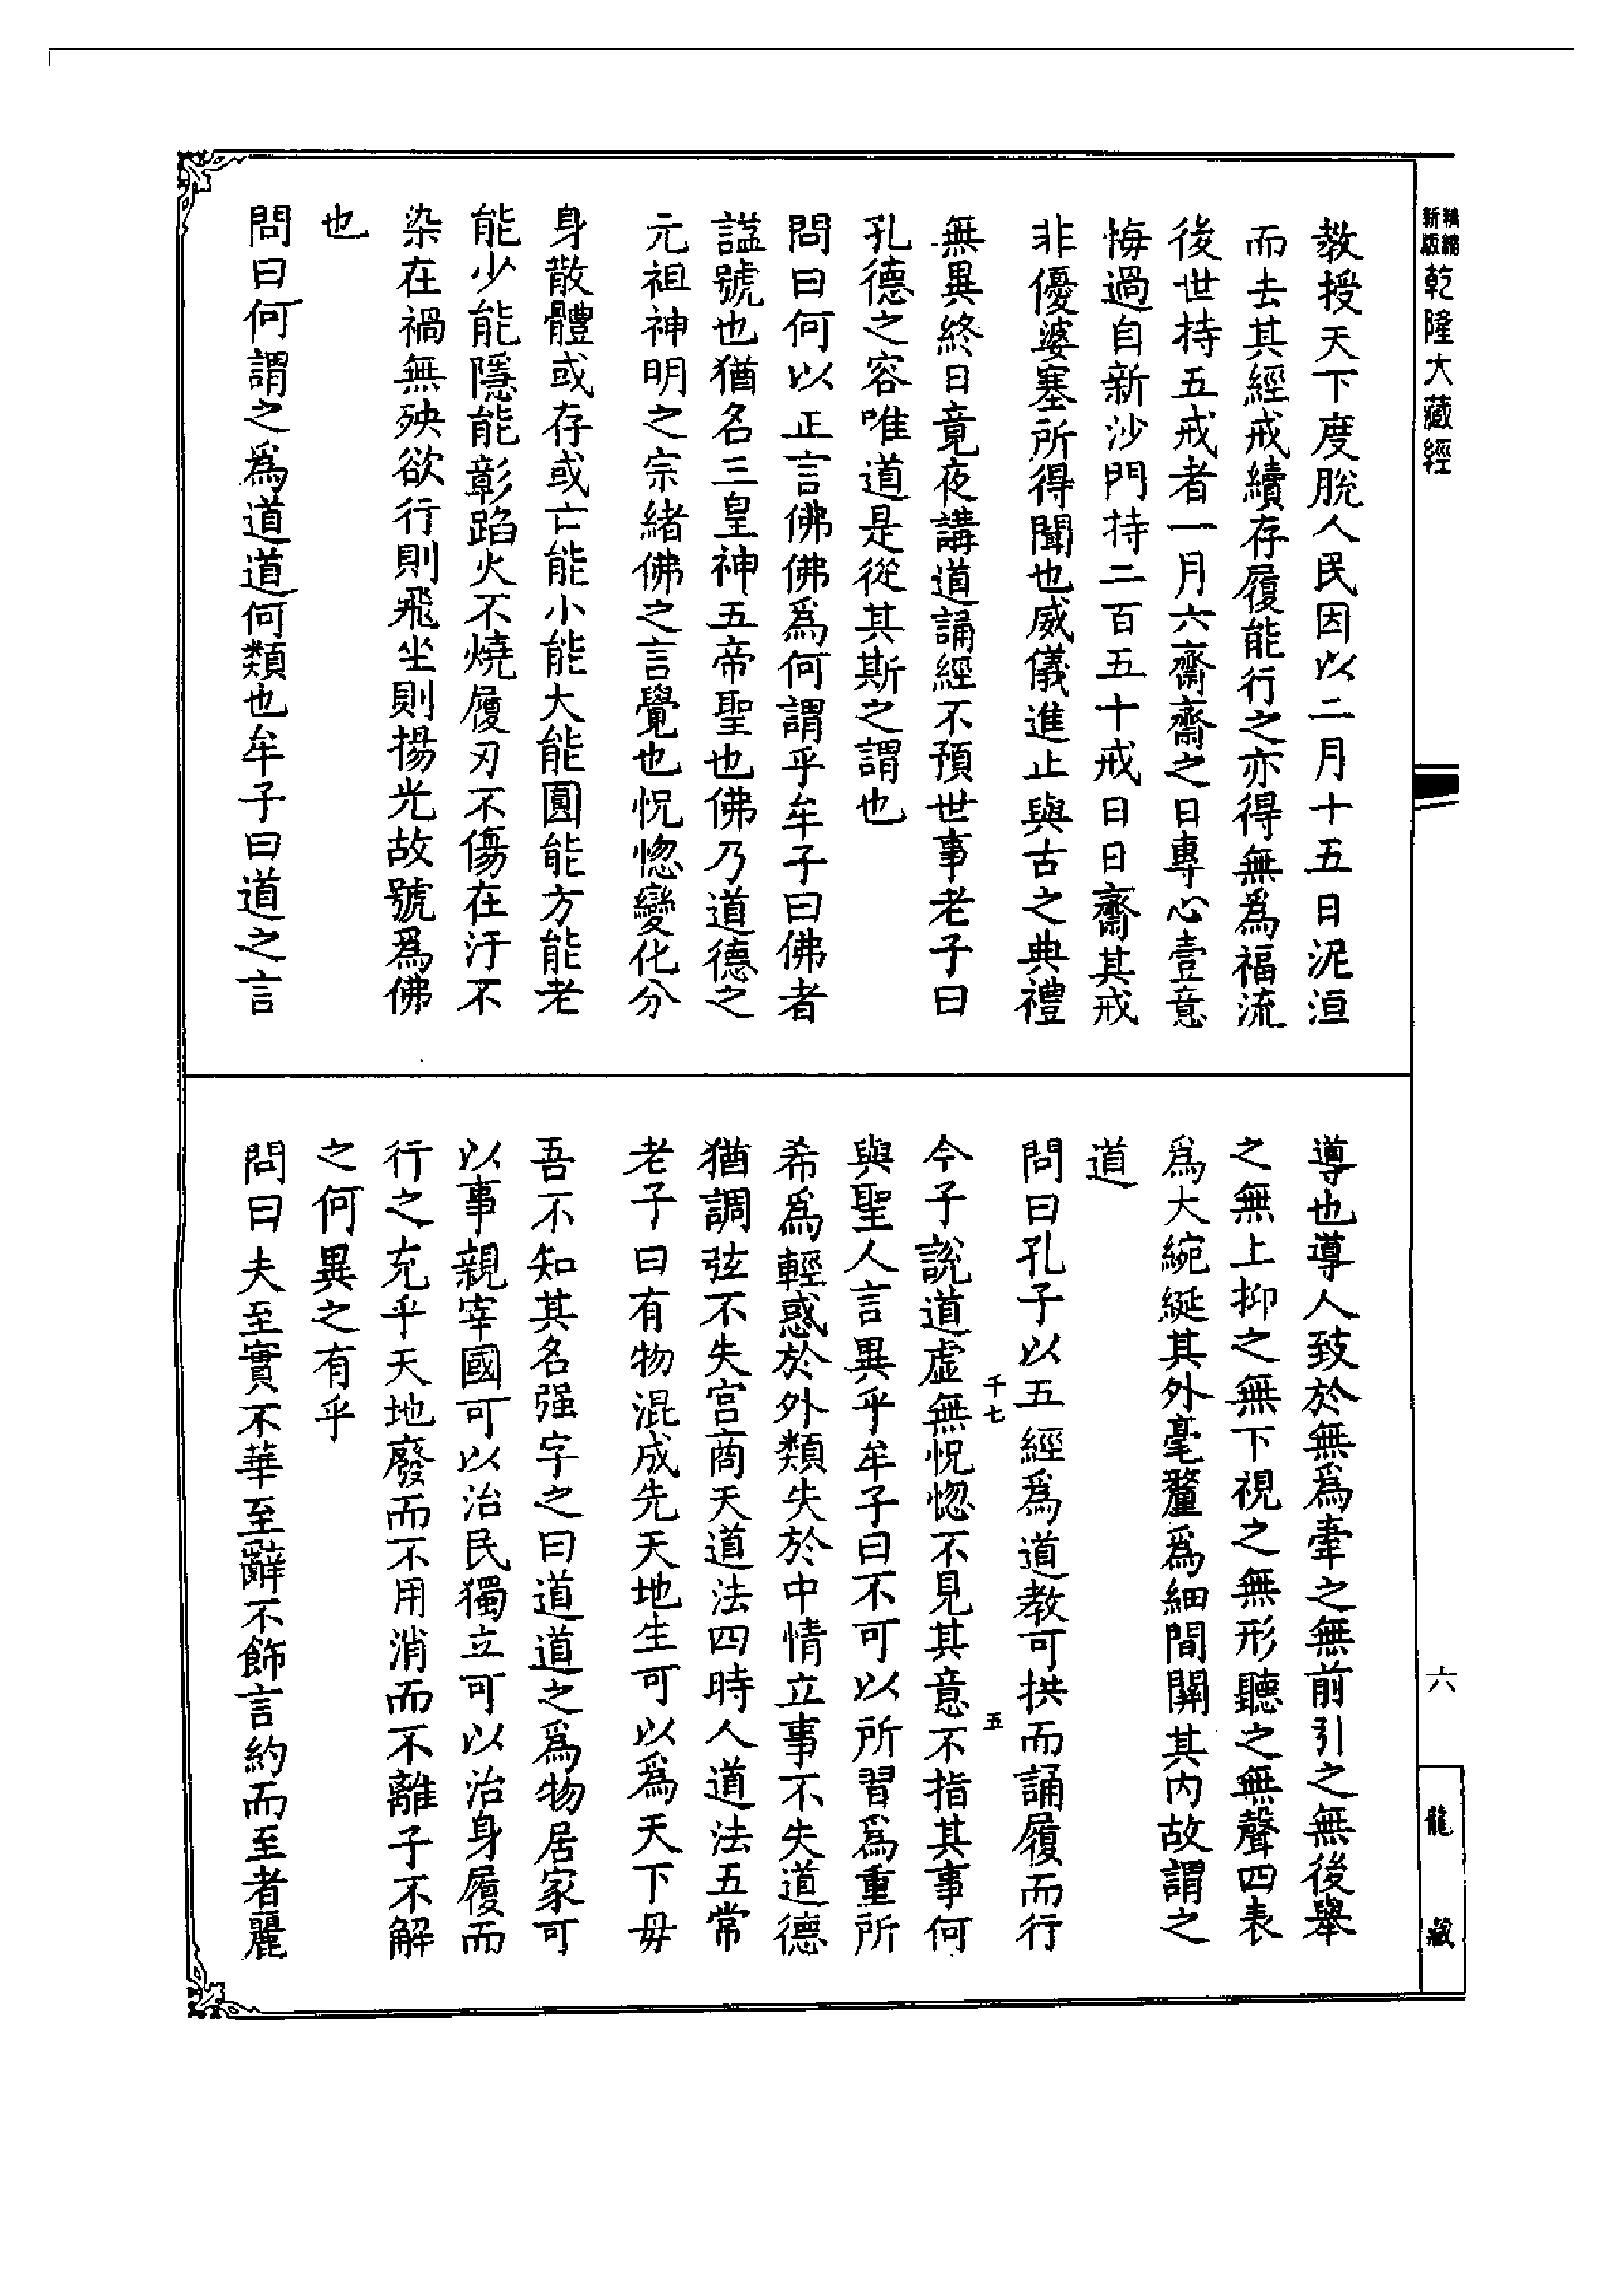 新版精縮乾隆大藏經
教授天下度脫人民因以二月十五日泥洹
而去其經戒續存履能行之亦得無爲福流
後世持五戒者一月六齋齋之日專心壹意
悔過自新沙門持二百五十戒日日齋其戒
非優婆塞所得聞也威儀進止與古之典禮
無異終日竟夜講道誦經不預世事老子曰
孔德之容唯道是從其斯之謂也
問曰何以正言佛佛爲何謂乎牟子曰佛者
諡號也猶名三皇神五帝聖也佛乃道德之
元祖神明之宗緒佛之言覺也怳惚變化分
身散體或存或亡能小能大能圓能方能老
能少能隱能彰蹈火不燒履刃不傷在汙不
染在禍無殃欲行則飛坐則揚光故號爲佛
也
問曰何謂之爲道道何類也牟子曰道之言
導也導人致於無爲牽之無前引之無後舉
之無上抑之無下視之無形聽之無聲四表
爲大綩綖其外毫釐爲細間關其内故謂之
道
問曰孔子以五經爲道教可拱而誦履而行
千七 五
今子說道虛無怳惚不見其意不指其事何
與聖人言異乎牟子曰不可以所習爲重所
希爲輕惑於外類失於中情立事不失道德
猶調弦不失宮商天道法四時人道法五常
老子曰有物混成先天地生可以爲天下母
吾不知其名强字之曰道道之爲物居家可
以事親宰國可以治民獨立可以治身履而
行之充乎天地廢而不用消而不離子不解
之何異之有乎
問曰夫至實不華至辭不飾言約而至者麗
六
龍藏